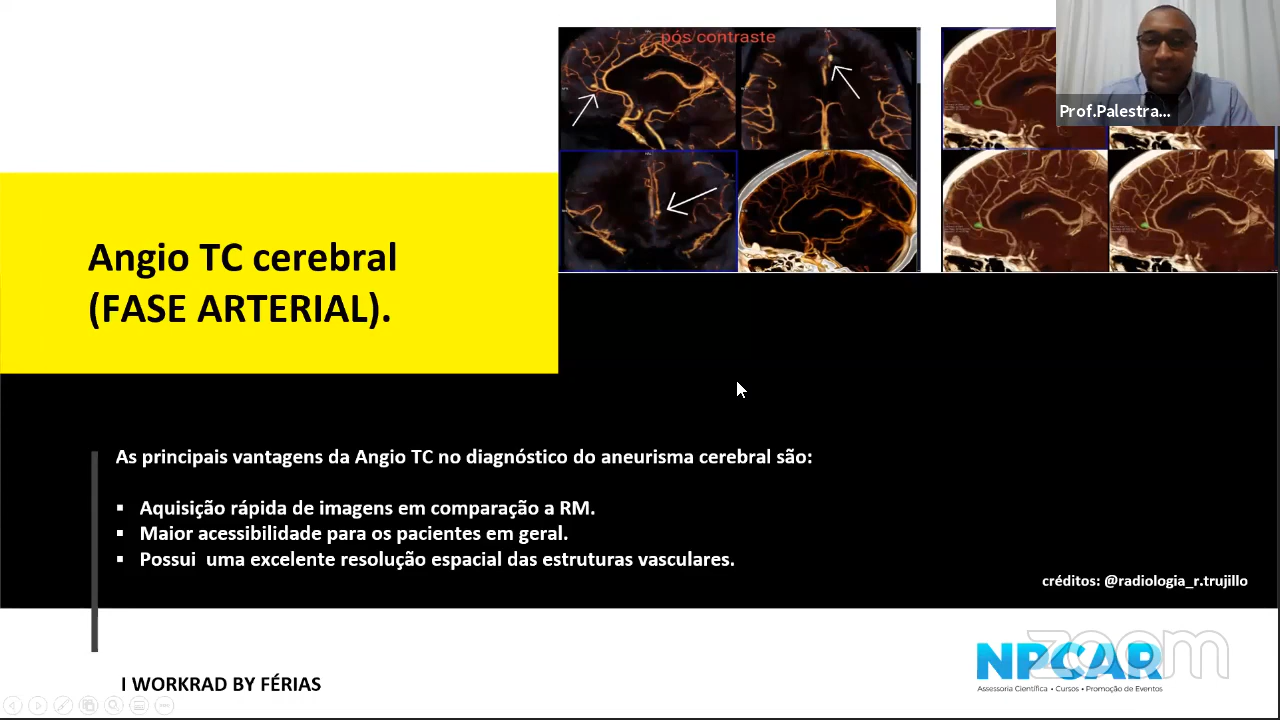 pós contraste
Prof.Palestra...
Angio TC cerebral
(FASE ARTERIAL).
As principais vantagens da Angio TC no diagnóstico do aneurisma cerebral são:
▪ Aquisição rápida de imagens em comparação a RM.
▪ Maior acessibilidade para os pacientes em geral.
▪ Possui uma excelente resolução espacial das estruturas vasculares.
créditos: @radiologia_r.trujillo
zoom
NPCAR
Assessoria Científica • Cursos • Promoção de Eventos
I WORKRAD BY FÉRIAS